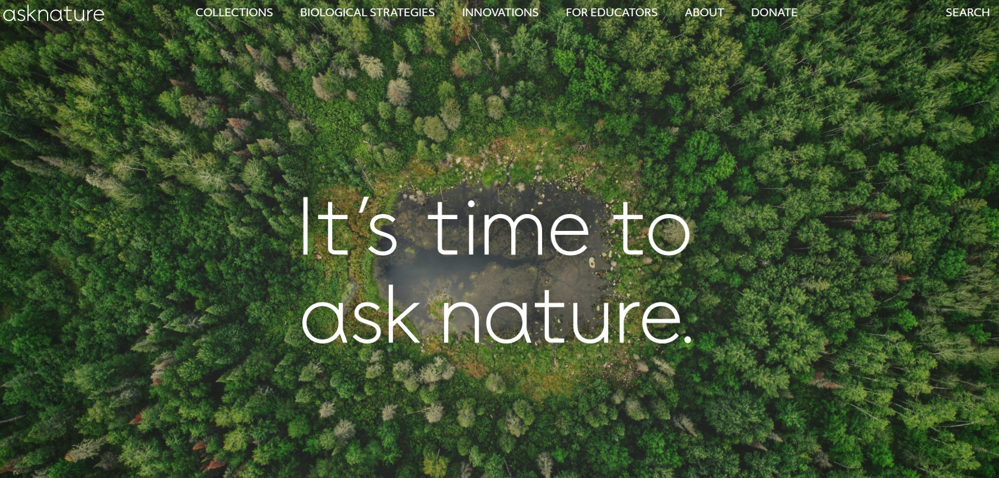 asknature
COLLECTIONS
BIOLOGICAL STRATEGIES
INNOVATIONS
FOR EDUCATORS
ABOUT
DONATE
SEARCH
It’s time to
ask nature.